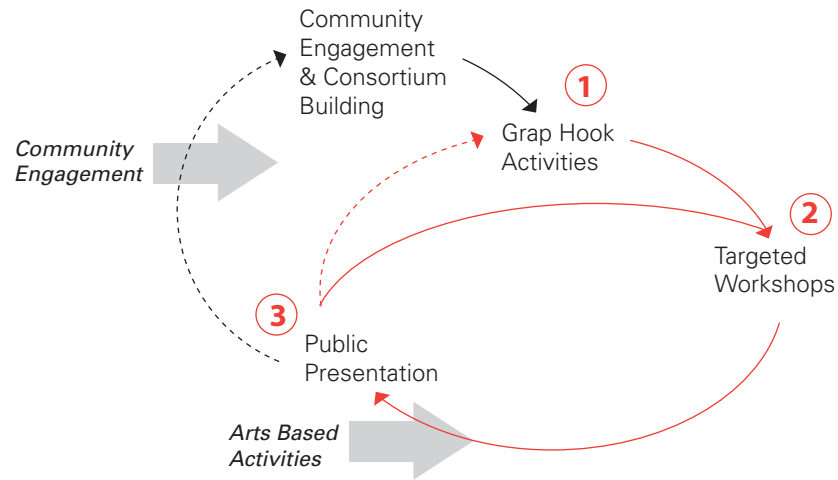 Community
Engagement
& Consortium
Building
1
Grap Hook
Activities
Community
Engagement
2
Targeted
Workshops
3
Public
Presentation
Arts Based
Activities